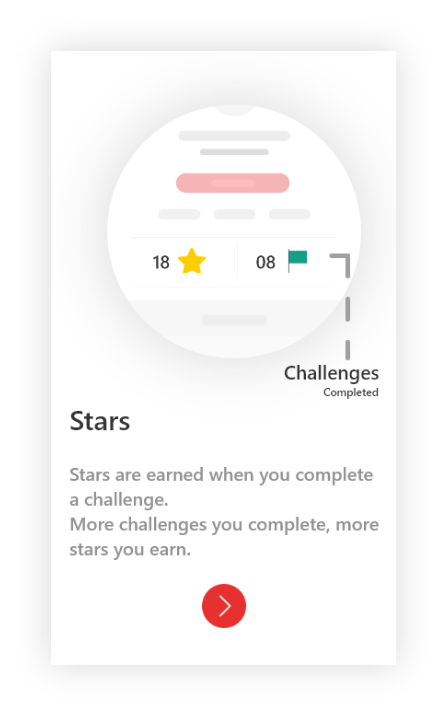 18 08
Challenges
Completed
Stars
Stars are earned when you complete
a challenge.
More challenges you complete, more
stars you earn.